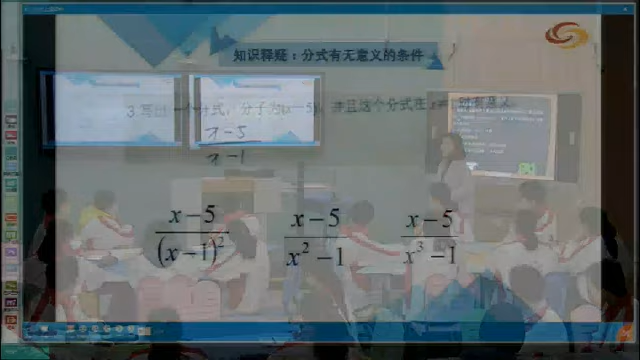 知识释疑：分式有无意义的条件
3.写出一个分式，分子为(x-5)，并且这个分式在x≠1时有意义
x-5
x-1
x-5 x-5 x-5
(x-1)² x²-1 x³-1